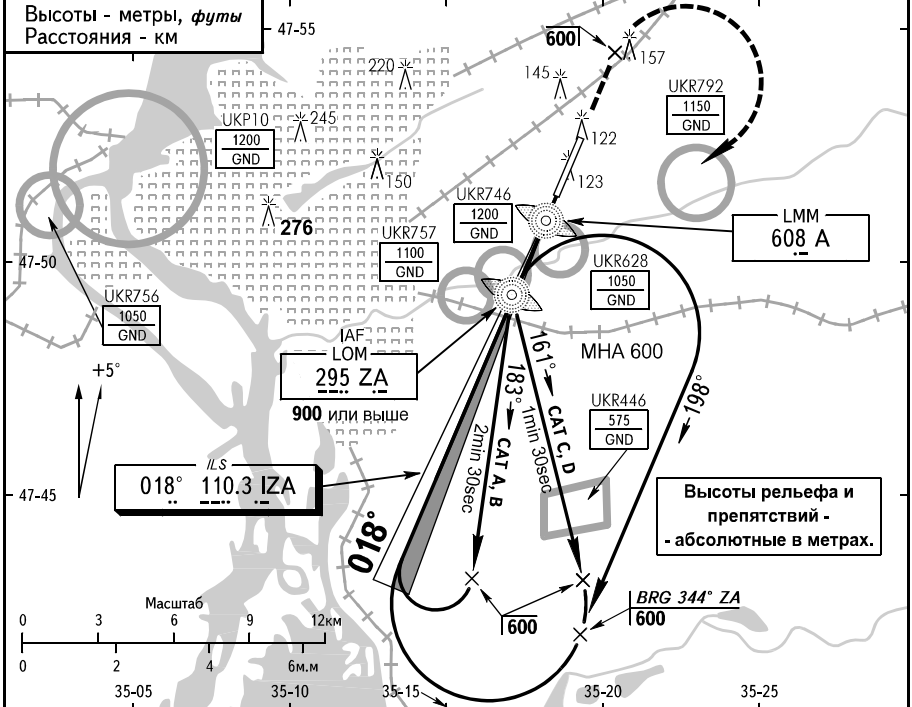 Высоты - метры, футы
Расстояния - км
47-55
600
157
220
145
UKR792
1150
GND
UKP10
1200
GND
245
122
150
123
276
UKR746
1200
GND
UKR757
1100
GND
LMM
608 A
47-50
UKR628
1050
GND
UKR756
1050
GND
IAF
LOM
295 ZA
900 или выше
MHA 600
161°
CAT C, D
1min 30sec
183°
CAT A, B
2min 30sec
198°
+5°
UKR446
575
GND
ILS
018° 110.3 IZA
47-45
018°
Высоты рельефа и
препятствий -
- абсолютные в метрах.
BRG 344° ZA
600
600
Масштаб
0 3 6 9 12км
0 2 4 6м.м
35-05 35-10 35-15 35-20 35-25